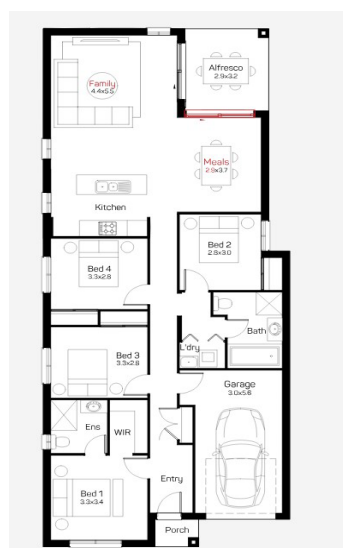 Family
4.4x5.5
Alfresco
2.9x3.2
Meals
2.9x3.7
Kitchen
Bed 2
2.8x3.0
Bed 4
3.3x2.8
Bath
L'dry
Bed 3
3.3x2.8
Garage
3.0x5.6
Ens
WIR
Bed 1
3.3x3.4
Entry
Porch